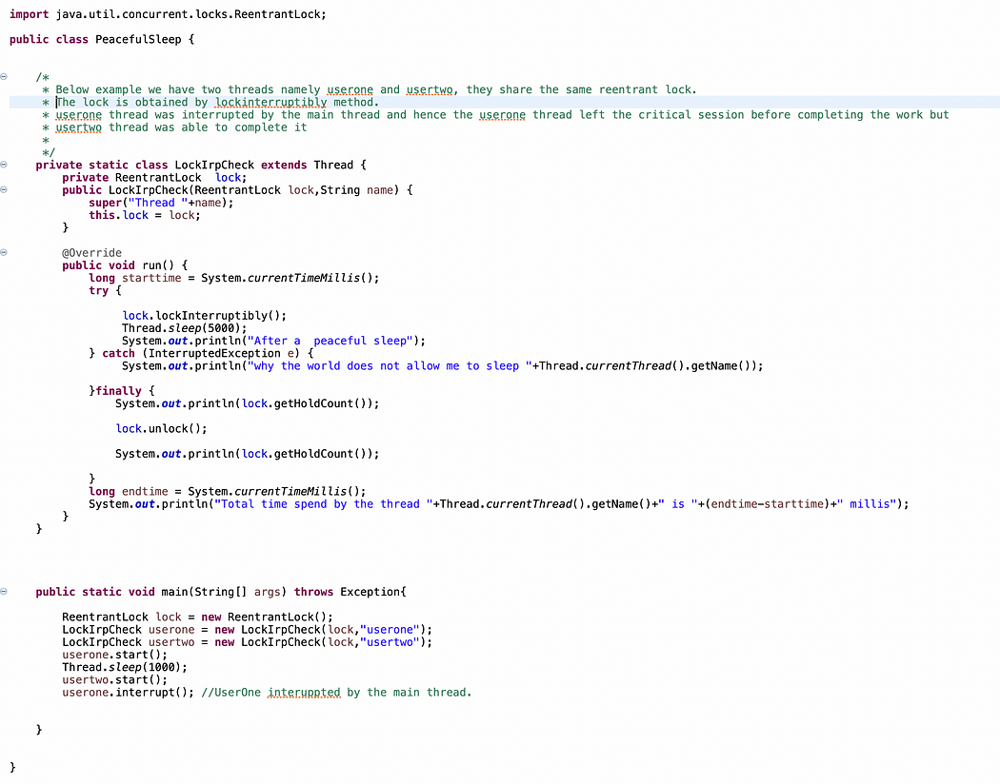 import java.util.concurrent.locks.ReentrantLock;
public class PeacefulSleep {
/*
* Below example we have two threads namely userone and usertwo, they share the same reentrant lock.
* The lock is obtained by lockinterruptibly method.
* userone thread was interrupted by the main thread and hence the userone thread left the critical session before completing the work but
* usertwo thread was able to complete it
*
*/
private static class LockIrpCheck extends Thread {
private ReentrantLock  lock;
public LockIrpCheck(ReentrantLock lock,String name) {
super("Thread "+name);
this.lock = lock;
}
@Override
public void run() {
long starttime = System.currentTimeMillis();
try {
lock.lockInterruptibly();
Thread.sleep(5000);
System.out.println("After a  peaceful sleep");
} catch (InterruptedException e) {
System.out.println("why the world does not allow me to sleep "+Thread.currentThread().getName());
}finally {
System.out.println(lock.getHoldCount());
lock.unlock();
System.out.println(lock.getHoldCount());
}
long endtime = System.currentTimeMillis();
System.out.println("Total time spend by the thread "+Thread.currentThread().getName()+" is "+(endtime-starttime)+" millis");
}
}
public static void main(String[] args) throws Exception{
ReentrantLock lock = new ReentrantLock();
LockIrpCheck userone = new LockIrpCheck(lock,"userone");
LockIrpCheck usertwo = new LockIrpCheck(lock,"usertwo");
userone.start();
Thread.sleep(1000);
usertwo.start();
userone.interrupt(); //UserOne interuppted by the main thread.
}
}